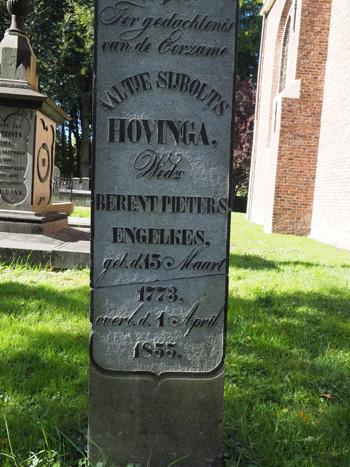 Ter gedachtenis
van de Eerzame
AALTJE SIJBOLTS
HOVINGA,
Wed:
BERENT PIETERS
ENGELKES,
geb. d. 15 Maart
1773,
overl. d. 1 April
1855.